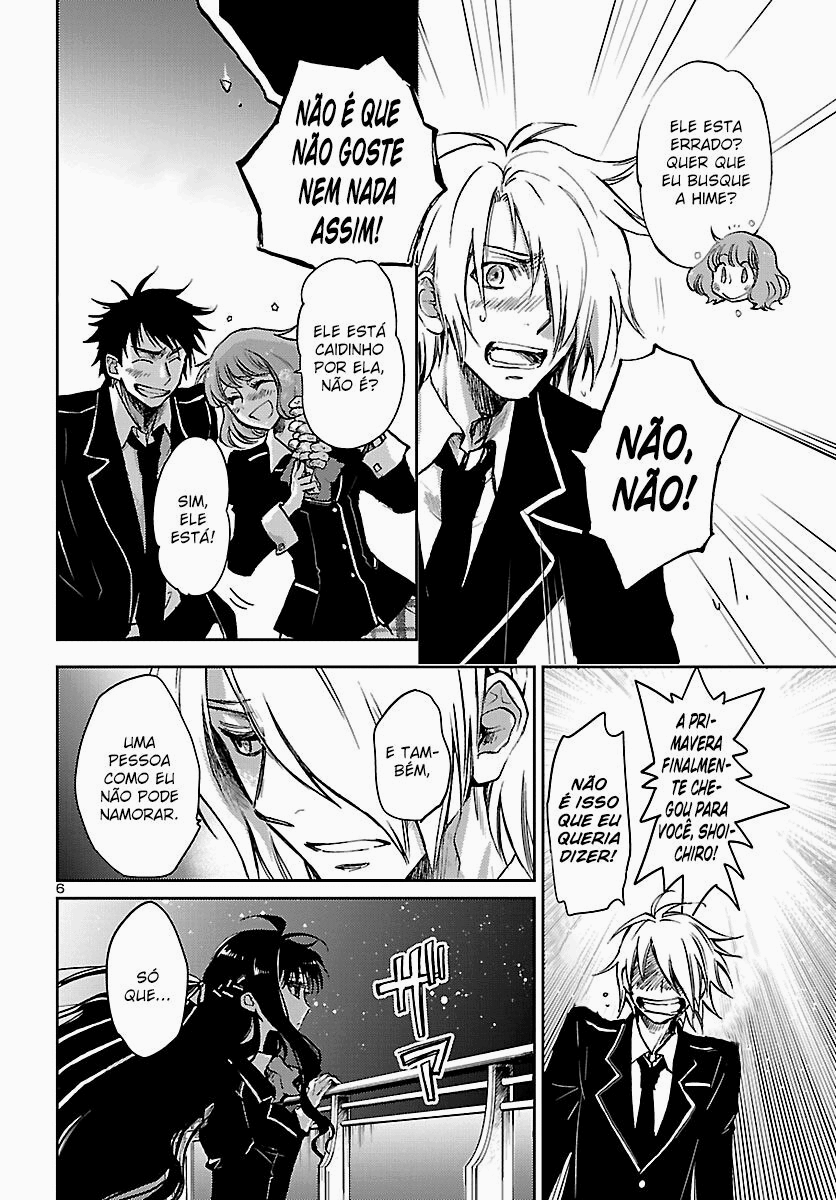 ELE ESTA
ERRADO?
QUER QUE
EU BUSQUE
A HIME?
NÃO,
NÃO!
NÃO É QUE
NÃO GOSTE
NEM NADA
ASSIM!
ELE ESTÁ
CAIDINHO
POR ELA,
NÃO É?
SIM,
ELE
ESTÁ!
A PRI-
MAVERA
FINALMEN-
TE CHE-
GOU PARA
VOCÊ, SHOI-
CHIRO!
NÃO
É ISSO
QUE EU
QUERIA
DIZER!
E TAM-
BÉM,
UMA
PESSOA
COMO EU
NÃO PODE
NAMORAR.
6
SÓ
QUE...
ザァ